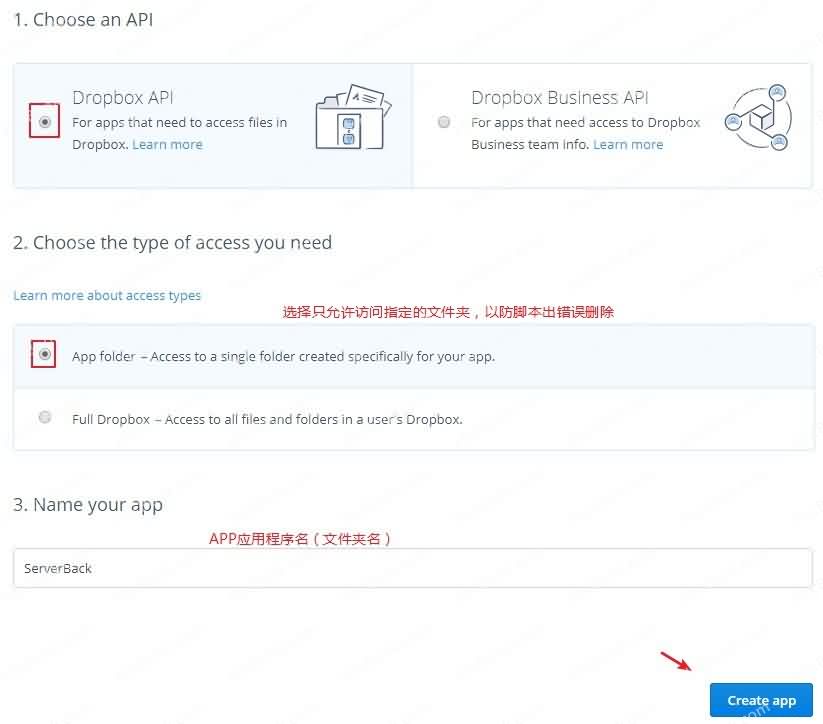 1. Choose an API
Dropbox API
For apps that need to access files in
Dropbox. Learn more
Dropbox Business API
For apps that need access to Dropbox
Business team info. Learn more
2. Choose the type of access you need
Learn more about access types
选择只允许访问指定的文件夹，以防脚本出错误删除
App folder – Access to a single folder created specifically for your app.
Full Dropbox – Access to all files and folders in a user's Dropbox.
3. Name your app
APP应用程序名（文件夹名）
ServerBack
Create app